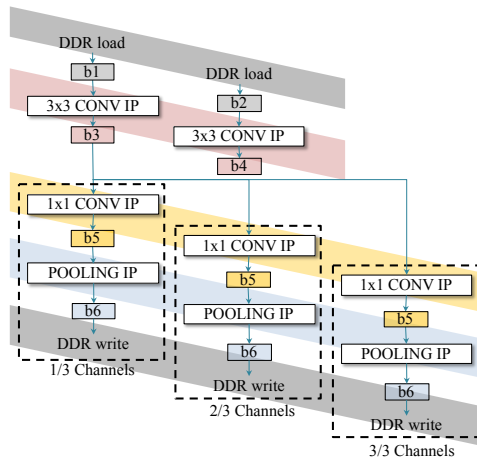 DDR load
b1
3x3 CONV IP
b3
DDR load
b2
3x3 CONV IP
b4
1x1 CONV IP
b5
POOLING IP
b6
DDR write
1/3 Channels
1x1 CONV IP
b5
POOLING IP
b6
DDR write
2/3 Channels
1x1 CONV IP
b5
POOLING IP
b6
DDR write
3/3 Channels